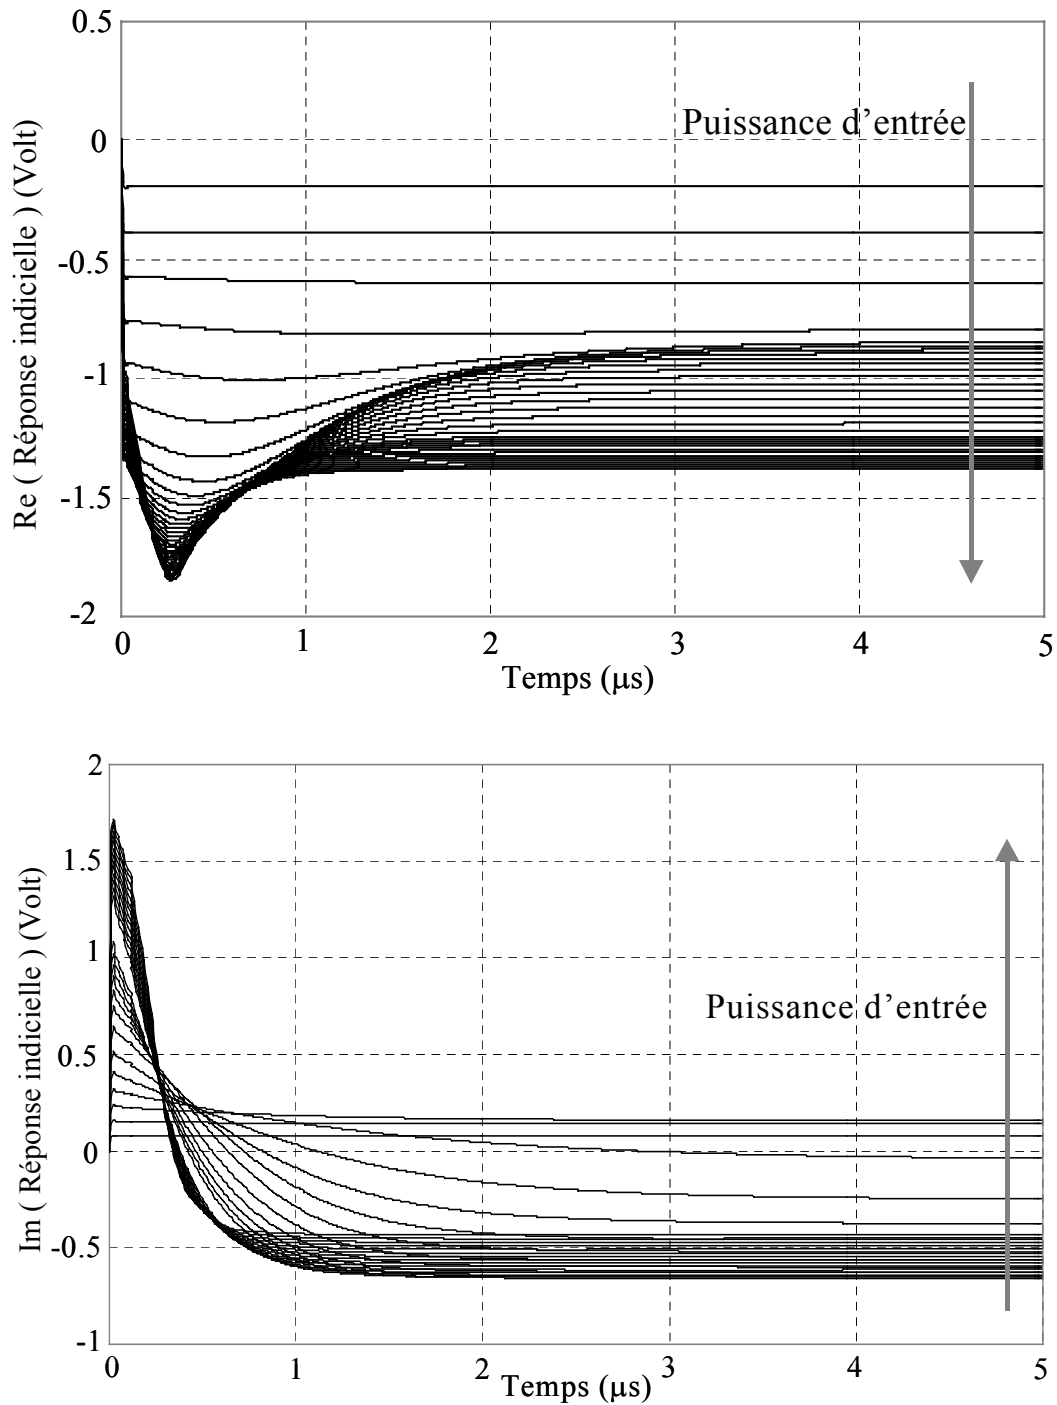 0.5
0
-0.5
-1
-1.5
-2
Re ( Réponse indicielle ) (Volt)
Puissance d’entrée
0 1 2 3 4 5
Temps (μs)
2
1.5
1
0.5
0
-0.5
-1
Im ( Réponse indicielle ) (Volt)
Puissance d’entrée
0 1 2 3 4 5
Temps (μs)